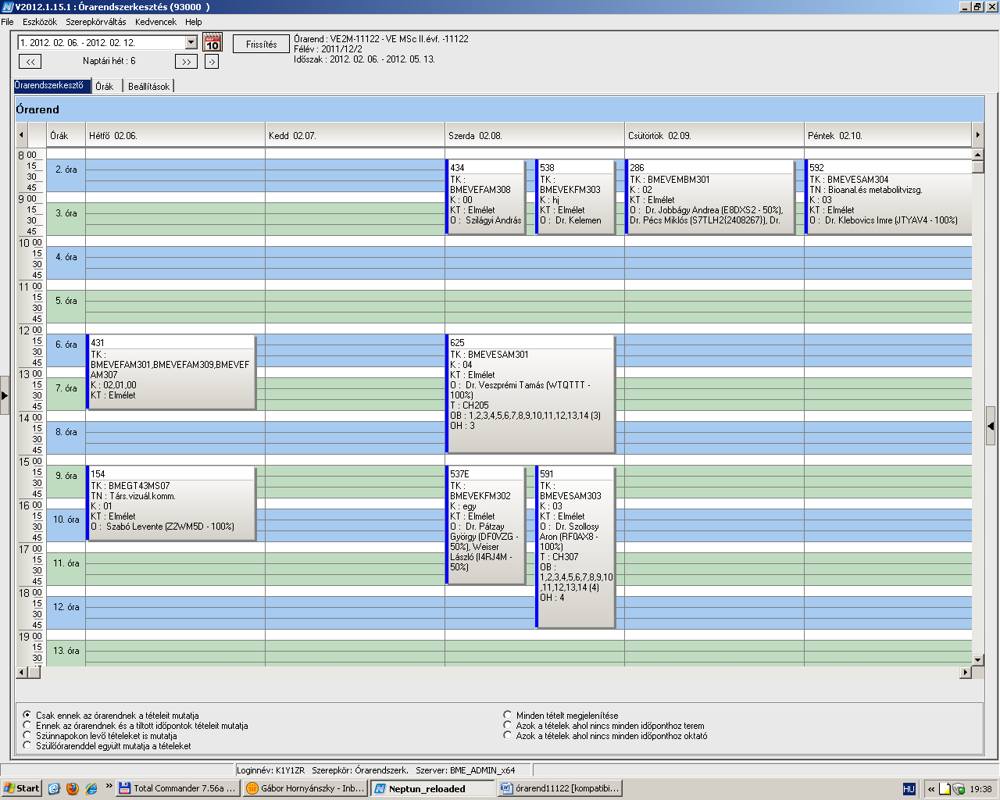 V2012.1.15.1 : Órarendszerkesztés (93000 )
File Eszközök Szerepkörváltás Kedvencek Help
1. 2012. 02. 06. - 2012. 02. 12.
10
Frissítés
Órarend : VE2M-11122 - VE MSc II.évf. -11122
Félév : 2011/12/2
Időszak : 2012. 02. 06. - 2012. 05. 13.
<< Naptári hét : 6 >> ->
Órarendszerkesztő Órák Beállítások
Órarend
Órák Hétfő 02.06. Kedd 02.07. Szerda 02.08. Csütörtök 02.09. Péntek 02.10.
8 00
15
30
45
2. óra
9 00
15
30
45
3. óra
10 00
15
30
45
4. óra
11 00
15
30
45
5. óra
12 00
15
30
45
6. óra
13 00
15
30
45
7. óra
14 00
15
30
45
8. óra
15 00
15
30
45
9. óra
16 00
15
30
45
10. óra
17 00
15
30
45
11. óra
18 00
15
30
45
12. óra
19 00
15
30
13. óra
431
TK :
BMEVEFAM301,BMEVEFAM309,BMEVEF
AM307
K : 02,01,00
KT : Elmélet
154
TK : BMEGT43MS07
TN : Társ.vizuál.komm.
K : 01
KT : Elmélet
O : Szabó Levente (Z2WM5D - 100%)
434
TK :
BMEVEFAM308
K : 00
KT : Elmélet
O : Szilágyi András
538
TK :
BMEVEKFM303
K : hj
KT : Elmélet
O : Dr. Kelemen
625
TK : BMEVESAM301
K : 04
KT : Elmélet
O : Dr. Veszprémi Tamás (WTQTTT -
100%)
T : CH205
OB : 1,2,3,4,5,6,7,8,9,10,11,12,13,14 (3)
OH : 3
537E
TK :
BMEVEKFM302
K : egy
KT : Elmélet
O : Dr. Pátzay
György (DF0VZG -
50%), Weiser
László (I4RJ4M -
50%)
591
TK :
BMEVESAM303
K : 03
KT : Elmélet
O : Dr. Szollosy
Áron (RF0AX8 -
100%)
T : CH307
OB :
1,2,3,4,5,6,7,8,9,10
,11,12,13,14 (4)
OH : 4
286
TK : BMEVEMBM301
K : 02
KT : Elmélet
O : Dr. Jobbágy Andrea (E8DXS2 - 50%),
Dr. Pécs Miklós (S7TLH2{2408267}), Dr.
592
TK : BMEVESAM304
TN : Bioanal.és metabolitvizsg.
K : 03
KT : Elmélet
O : Dr. Klebovics Imre (JTYAV4 - 100%)
Csak ennek az órarendnek a tételeit mutatja
Ennek az órarendnek és a tiltott időpontok tételeit mutatja
Szünnapokon levő tételeket is mutatja
Szülőórarenddel együtt mutatja a tételeket
Minden tételt megjelenítése
Azok a tételek ahol nincs minden időponthoz terem
Azok a tételek ahol nincs minden időponthoz oktató
Loginnév: K1Y1ZR Szerepkör: Órarendszerk. Szerver: BME_ADMIN_x64
Start » Total Commander 7.56a ... Gábor Hornyánszky - Inb... Neptun_reloaded órarend11122 [kompatibi... HU « 19:38